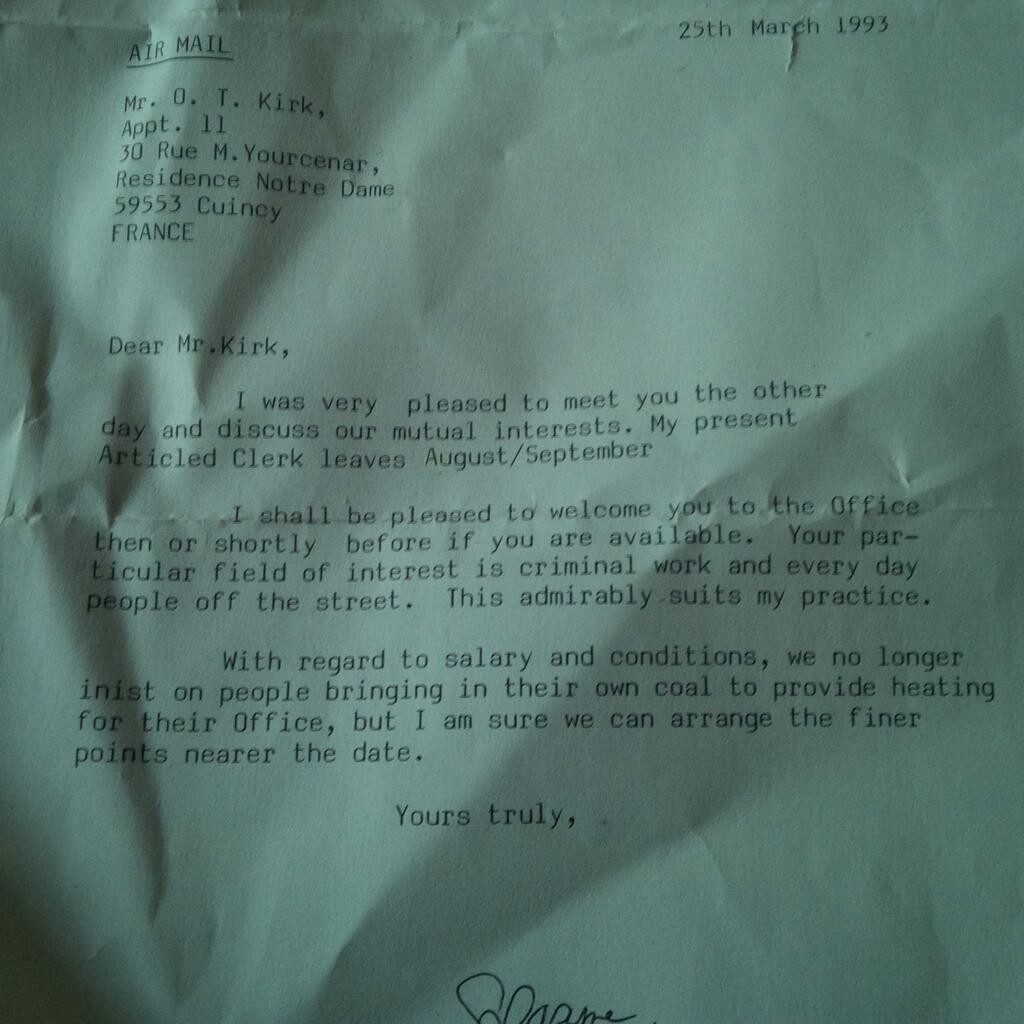 25th March 1993
AIR MAIL
Mr. O. T. Kirk,
Appt. 11
30 Rue M.Yourcenar,
Residence Notre Dame
59553 Cuincy
FRANCE
Dear Mr.Kirk,
I was very pleased to meet you the other
day and discuss our mutual interests. My present
Articled Clerk leaves August/September
I shall be pleased to welcome you to the Office
then or shortly before if you are available. Your par-
ticular field of interest is criminal work and every day
people off the street. This admirably suits my practice.
With regard to salary and conditions, we no longer
inist on people bringing in their own coal to provide heating
for their Office, but I am sure we can arrange the finer
points nearer the date.
Yours truly,